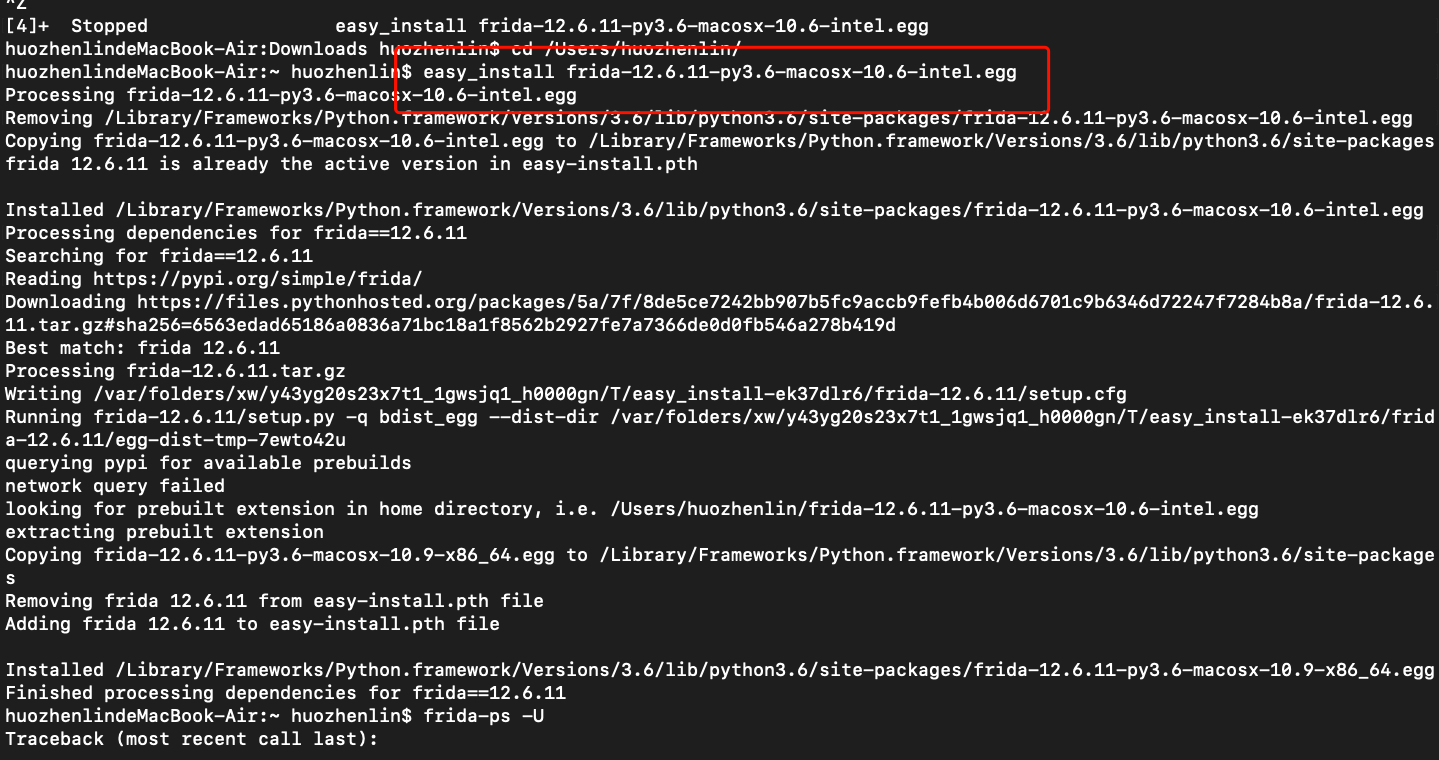 ^Z
[4]+  Stopped                 easy_install frida-12.6.11-py3.6-macosx-10.6-intel.egg
huozhenlindeMacBook-Air:Downloads huozhenlin$ cd /Users/huozhenlin/
huozhenlindeMacBook-Air:~ huozhenlin$ easy_install frida-12.6.11-py3.6-macosx-10.6-intel.egg
Processing frida-12.6.11-py3.6-macosx-10.6-intel.egg
Removing /Library/Frameworks/Python.framework/Versions/3.6/lib/python3.6/site-packages/frida-12.6.11-py3.6-macosx-10.6-intel.egg
Copying frida-12.6.11-py3.6-macosx-10.6-intel.egg to /Library/Frameworks/Python.framework/Versions/3.6/lib/python3.6/site-packages
frida 12.6.11 is already the active version in easy-install.pth
Installed /Library/Frameworks/Python.framework/Versions/3.6/lib/python3.6/site-packages/frida-12.6.11-py3.6-macosx-10.6-intel.egg
Processing dependencies for frida==12.6.11
Searching for frida==12.6.11
Reading https://pypi.org/simple/frida/
Downloading https://files.pythonhosted.org/packages/5a/7f/8de5ce7242bb907b5fc9accb9fefb4b006d6701c9b6346d72247f7284b8a/frida-12.6.
11.tar.gz#sha256=6563edad65186a0836a71bc18a1f8562b2927fe7a7366de0d0fb546a278b419d
Best match: frida 12.6.11
Processing frida-12.6.11.tar.gz
Writing /var/folders/xw/y43yg20s23x7t1_1gwsjq1_h0000gn/T/easy_install-ek37dlr6/frida-12.6.11/setup.cfg
Running frida-12.6.11/setup.py -q bdist_egg --dist-dir /var/folders/xw/y43yg20s23x7t1_1gwsjq1_h0000gn/T/easy_install-ek37dlr6/frid
a-12.6.11/egg-dist-tmp-7ewto42u
querying pypi for available prebuilds
network query failed
looking for prebuilt extension in home directory, i.e. /Users/huozhenlin/frida-12.6.11-py3.6-macosx-10.6-intel.egg
extracting prebuilt extension
Copying frida-12.6.11-py3.6-macosx-10.9-x86_64.egg to /Library/Frameworks/Python.framework/Versions/3.6/lib/python3.6/site-package
s
Removing frida 12.6.11 from easy-install.pth file
Adding frida 12.6.11 to easy-install.pth file
Installed /Library/Frameworks/Python.framework/Versions/3.6/lib/python3.6/site-packages/frida-12.6.11-py3.6-macosx-10.9-x86_64.egg
Finished processing dependencies for frida==12.6.11
huozhenlindeMacBook-Air:~ huozhenlin$ frida-ps -U
Traceback (most recent call last):